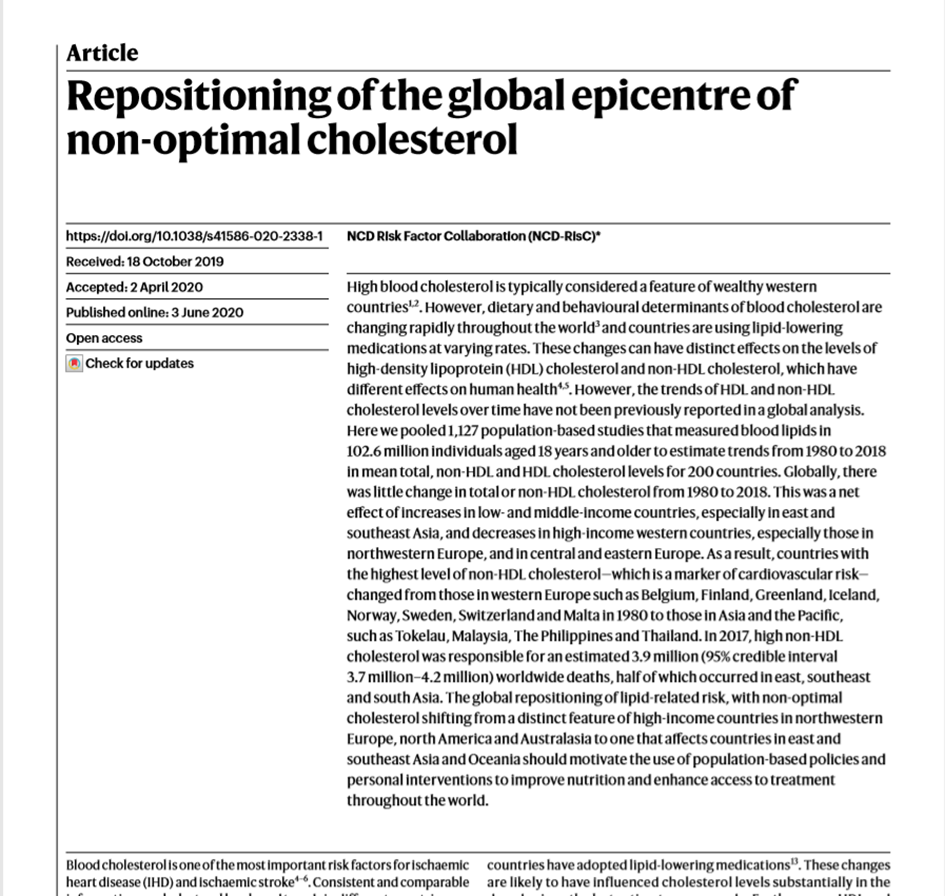 Article
Repositioning of the global epicentre of
non-optimal cholesterol
https://doi.org/10.1038/s41586-020-2338-1
Received: 18 October 2019
Accepted: 2 April 2020
Published online: 3 June 2020
Open access
Check for updates
NCD Risk Factor Collaboration (NCD-RisC)*
High blood cholesterol is typically considered a feature of wealthy western
countries1,2. However, dietary and behavioural determinants of blood cholesterol are
changing rapidly throughout the world3 and countries are using lipid-lowering
medications at varying rates. These changes can have distinct effects on the levels of
high-density lipoprotein (HDL) cholesterol and non-HDL cholesterol, which have
different effects on human health4,5. However, the trends of HDL and non-HDL
cholesterol levels over time have not been previously reported in a global analysis.
Here we pooled 1,127 population-based studies that measured blood lipids in
102.6 million individuals aged 18 years and older to estimate trends from 1980 to 2018
in mean total, non-HDL and HDL cholesterol levels for 200 countries. Globally, there
was little change in total or non-HDL cholesterol from 1980 to 2018. This was a net
effect of increases in low- and middle-income countries, especially in east and
southeast Asia, and decreases in high-income western countries, especially those in
northwestern Europe, and in central and eastern Europe. As a result, countries with
the highest level of non-HDL cholesterol—which is a marker of cardiovascular risk—
changed from those in western Europe such as Belgium, Finland, Greenland, Iceland,
Norway, Sweden, Switzerland and Malta in 1980 to those in Asia and the Pacific,
such as Tokelau, Malaysia, The Philippines and Thailand. In 2017, high non-HDL
cholesterol was responsible for an estimated 3.9 million (95% credible interval
3.7 million–4.2 million) worldwide deaths, half of which occurred in east, southeast
and south Asia. The global repositioning of lipid-related risk, with non-optimal
cholesterol shifting from a distinct feature of high-income countries in northwestern
Europe, north America and Australasia to one that affects countries in east and
southeast Asia and Oceania should motivate the use of population-based policies and
personal interventions to improve nutrition and enhance access to treatment
throughout the world.
Blood cholesterol is one of the most important risk factors for ischaemic
heart disease (IHD) and ischaemic stroke4–6. Consistent and comparable
countries have adopted lipid-lowering medications13. These changes
are likely to have influenced cholesterol levels substantially in the